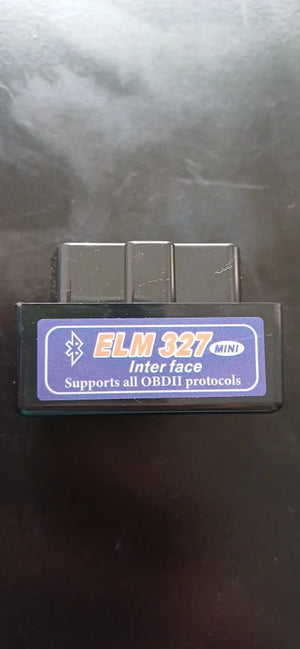 ELM 327 MINI
Inter face
Supports all OBDII protocols